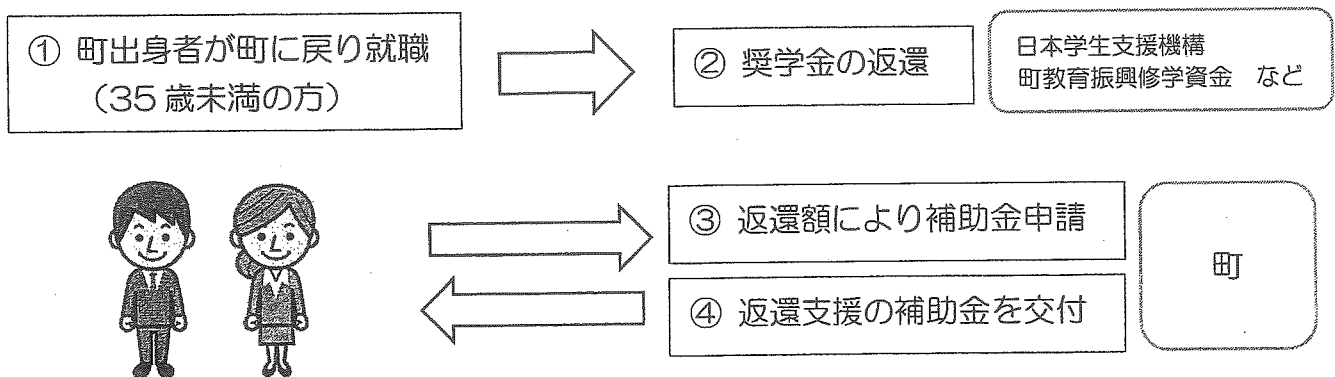 ① 町出身者が町に戻り就職
（35歳未満の方）
② 奨学金の返還
日本学生支援機構
町教育振興修学資金　など
③ 返還額により補助金申請
④ 返還支援の補助金を交付
町